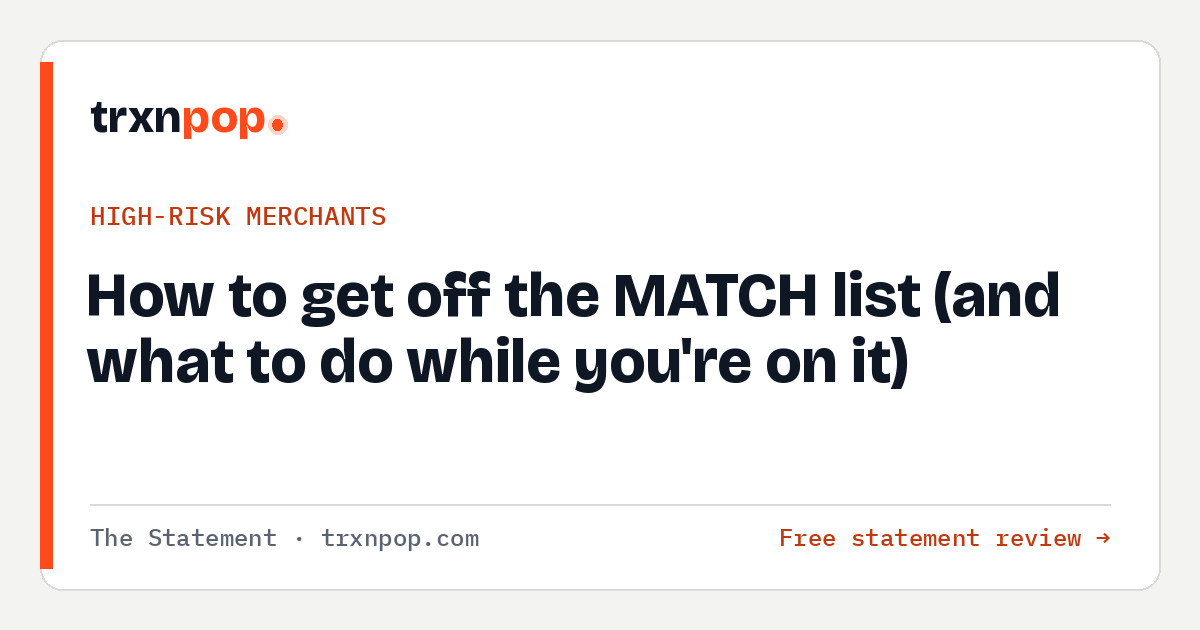 trxnpop.
HIGH-RISK MERCHANTS
How to get off the MATCH list (and
what to do while you're on it)
The Statement · trxnpop.com
Free statement review →